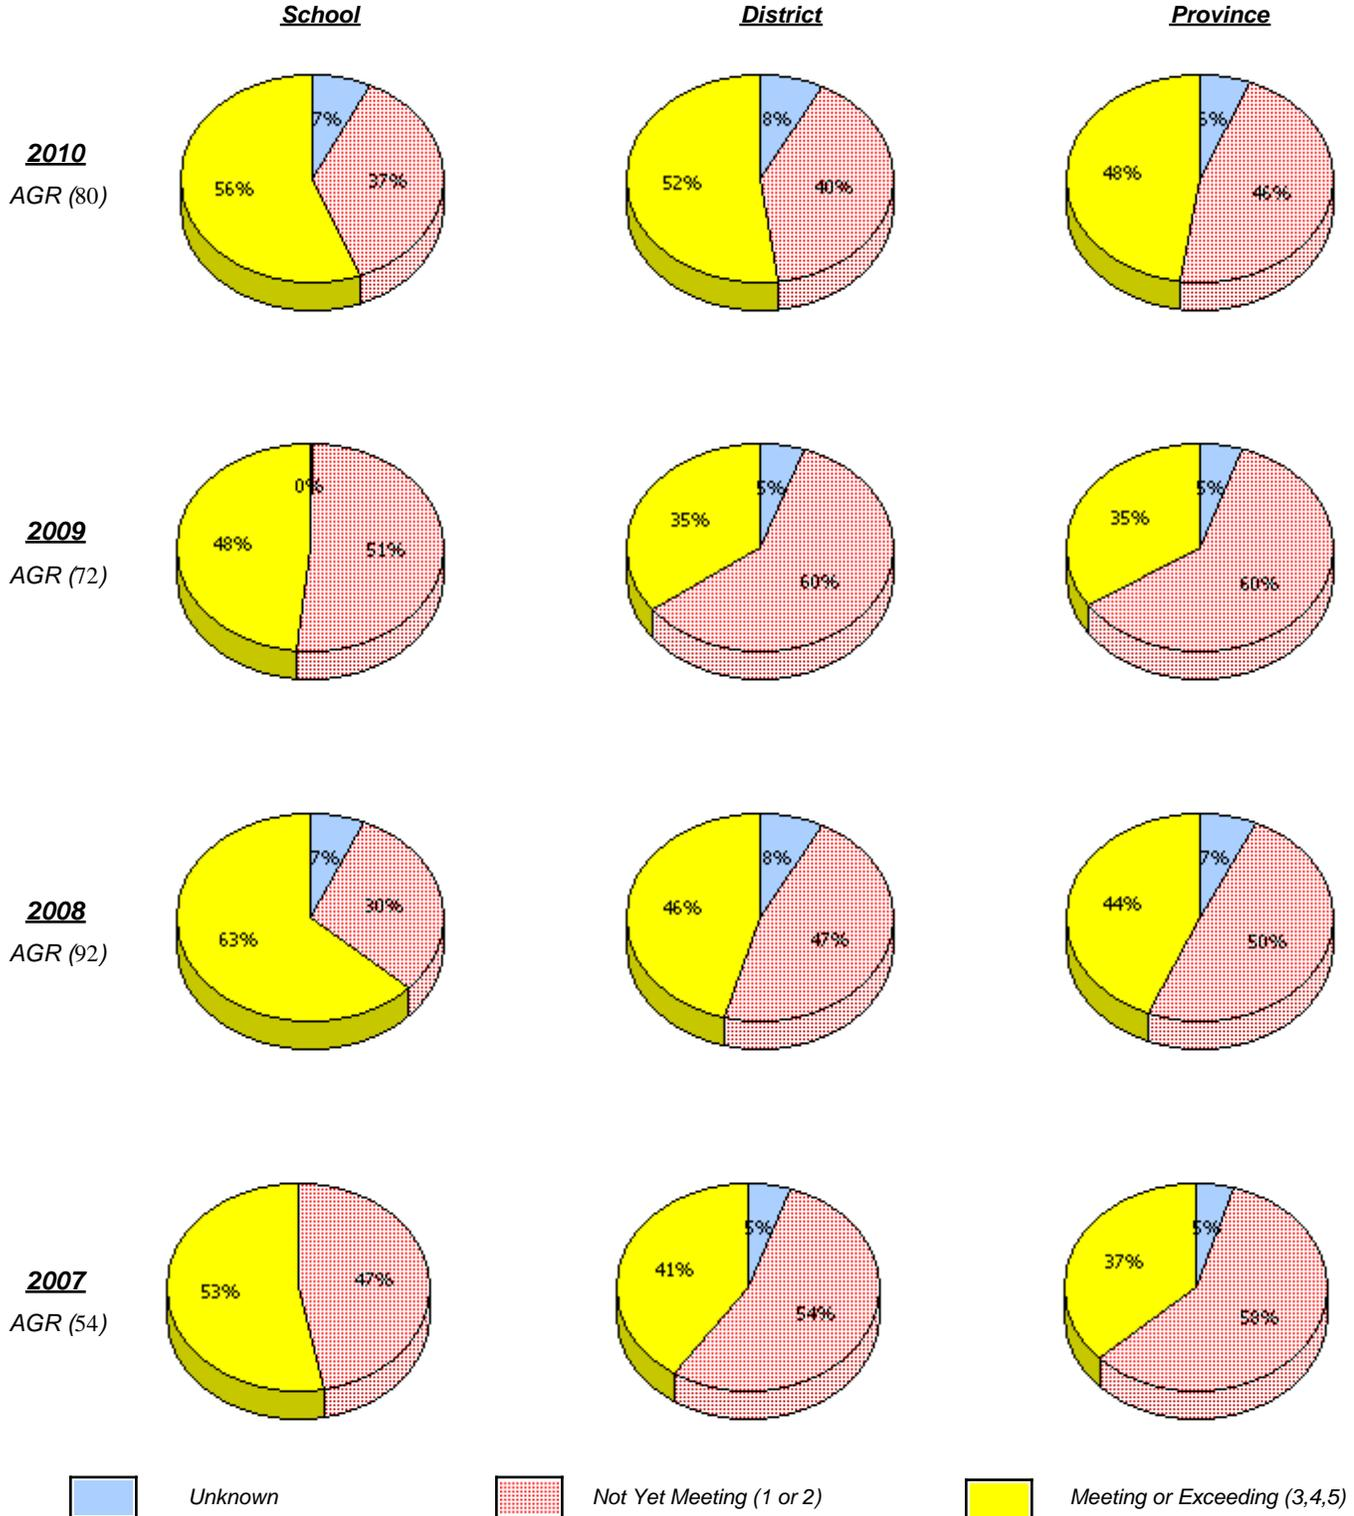 School District Province
2010
AGR (80)
7% 37% 56%
8% 40% 52%
46% 48%
2009
AGR (72)
0% 51% 48%
5% 60% 35%
5% 60% 35%
2008
AGR (92)
7% 30% 63%
8% 47% 46%
7% 50% 44%
2007
AGR (54)
47% 53%
5% 54% 41%
5% 58% 37%
Unknown Not Yet Meeting (1 or 2) Meeting or Exceeding (3,4,5)